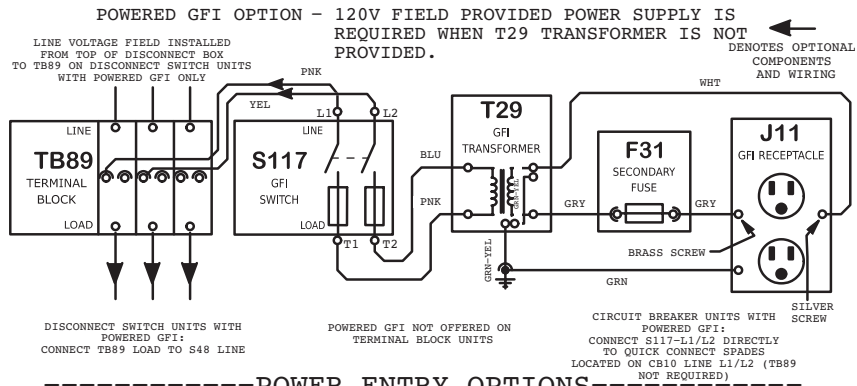 POWERED GFI OPTION – 120V FIELD PROVIDED POWER SUPPLY IS
REQUIRED WHEN T29 TRANSFORMER IS NOT
PROVIDED.
DENOTES OPTIONAL
COMPONENTS
AND WIRING
LINE VOLTAGE FIELD INSTALLED
FROM TOP OF DISCONNECT BOX
TO TB89 ON DISCONNECT SWITCH UNITS
WITH POWERED GFI ONLY
PNK
YEL
L1
L2
WHT
LINE
TB89
TERMINAL
BLOCK
LOAD
LINE
S117
GFI
SWITCH
LOAD
T1
T2
BLU
PNK
T29
GFI
TRANSFORMER
GRN-YEL
GRN-YEL
GRY
F31
SECONDARY
FUSE
GRY
J11
GFI RECEPTACLE
BRASS SCREW
GRN
SILVER
SCREW
DISCONNECT SWITCH UNITS WITH
POWERED GFI:
CONNECT TB89 LOAD TO S48 LINE
POWERED GFI NOT OFFERED ON
TERMINAL BLOCK UNITS
CIRCUIT BREAKER UNITS WITH
POWERED GFI:
CONNECT S117-L1/L2 DIRECTLY
TO QUICK CONNECT SPADES
LOCATED ON CB10 LINE L1/L2 (TB89
NOT REQUIRED)
------------POWER ENTRY OPTIONS------------